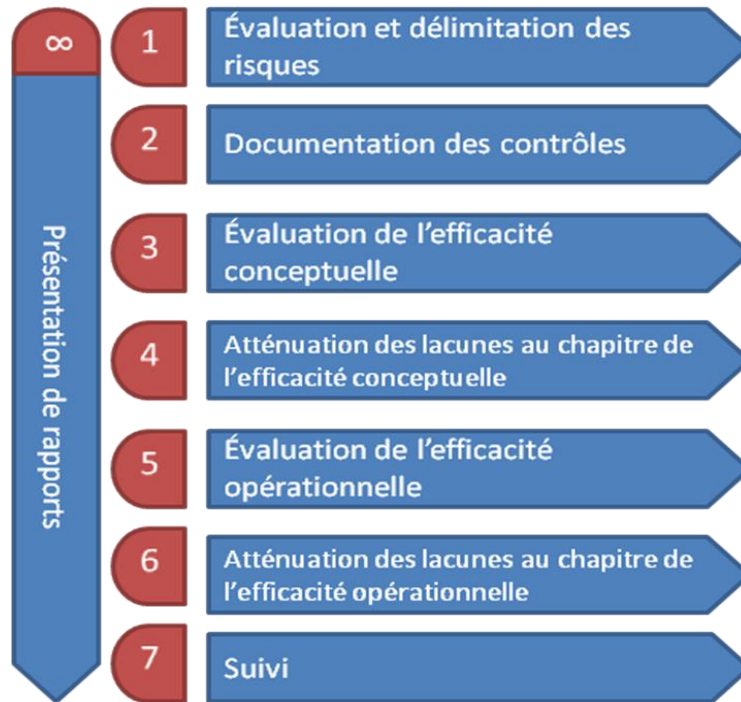 ∞
Présentation de rapports
1
Évaluation et délimitation des
risques
2
Documentation des contrôles
3
Évaluation de l'efficacité
conceptuelle
4
Atténuation des lacunes au chapitre de
l'efficacité conceptuelle
5
Évaluation de l'efficacité
opérationnelle
6
Atténuation des lacunes au chapitre de
l'efficacité opérationnelle
7
Suivi